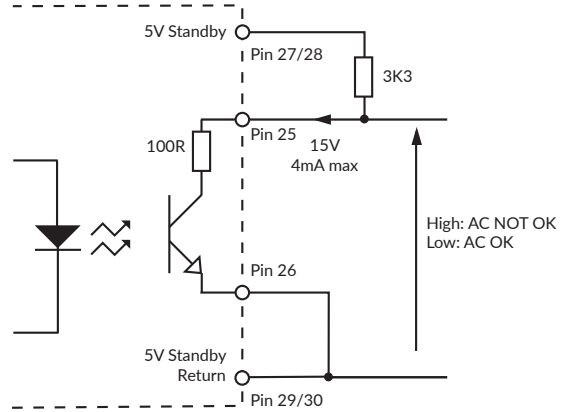 5V Standby
Pin 27/28
3K3
Pin 25
100R
15V
4mA max
High: AC NOT OK
Low: AC OK
Pin 26
5V Standby
Return
Pin 29/30